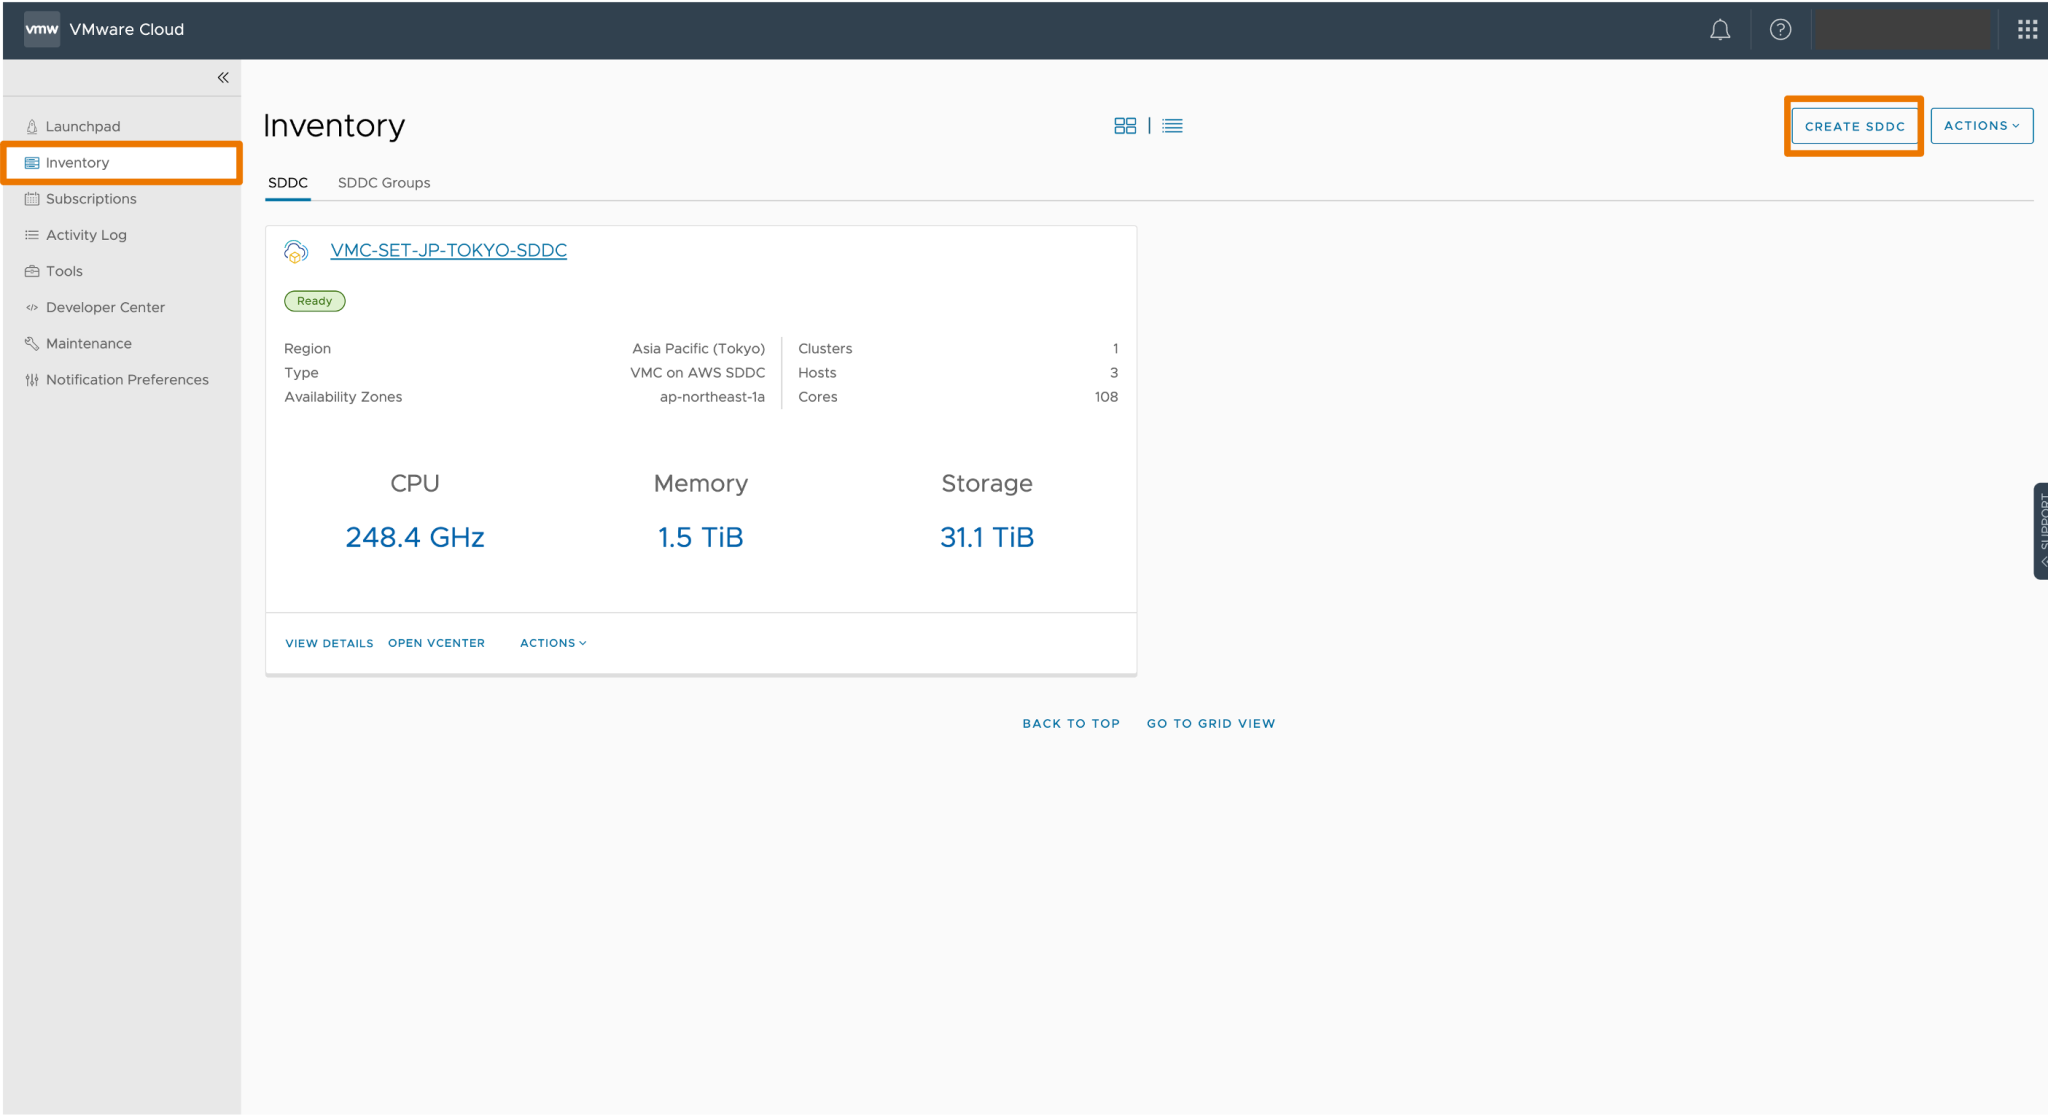 vmw VMware Cloud
Launchpad
Inventory
Subscriptions
Activity Log
Tools
Developer Center
Maintenance
Notification Preferences
Inventory
CREATE SDDC
ACTIONS
SDDC SDDC Groups
VMC-SET-JP-TOKYO-SDDC
Ready
Region Asia Pacific (Tokyo) Clusters 1
Type VMC on AWS SDDC Hosts 3
Availability Zones ap-northeast-1a Cores 108
CPU Memory Storage
248.4 GHz 1.5 TiB 31.1 TiB
VIEW DETAILS OPEN VCENTER ACTIONS
BACK TO TOP GO TO GRID VIEW
SUPPORT